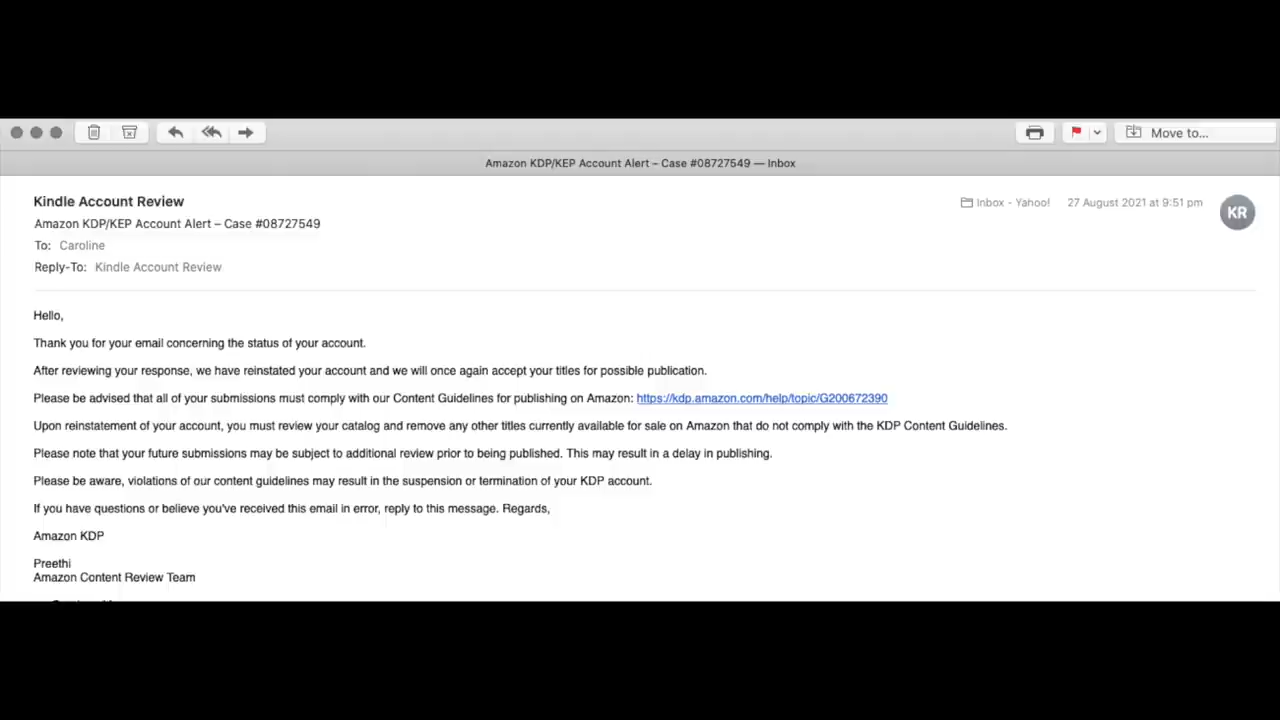 Move to...
Amazon KDP/KEP Account Alert – Case #08727549 — Inbox
Kindle Account Review
Inbox - Yahoo!
27 August 2021 at 9:51 pm
KR
Amazon KDP/KEP Account Alert – Case #08727549
To: Caroline
Reply-To: Kindle Account Review
Hello,
Thank you for your email concerning the status of your account.
After reviewing your response, we have reinstated your account and we will once again accept your titles for possible publication.
Please be advised that all of your submissions must comply with our Content Guidelines for publishing on Amazon: https://kdp.amazon.com/help/topic/G200672390
Upon reinstatement of your account, you must review your catalog and remove any other titles currently available for sale on Amazon that do not comply with the KDP Content Guidelines.
Please note that your future submissions may be subject to additional review prior to being published. This may result in a delay in publishing.
Please be aware, violations of our content guidelines may result in the suspension or termination of your KDP account.
If you have questions or believe you've received this email in error, reply to this message. Regards,
Amazon KDP
Preethi
Amazon Content Review Team